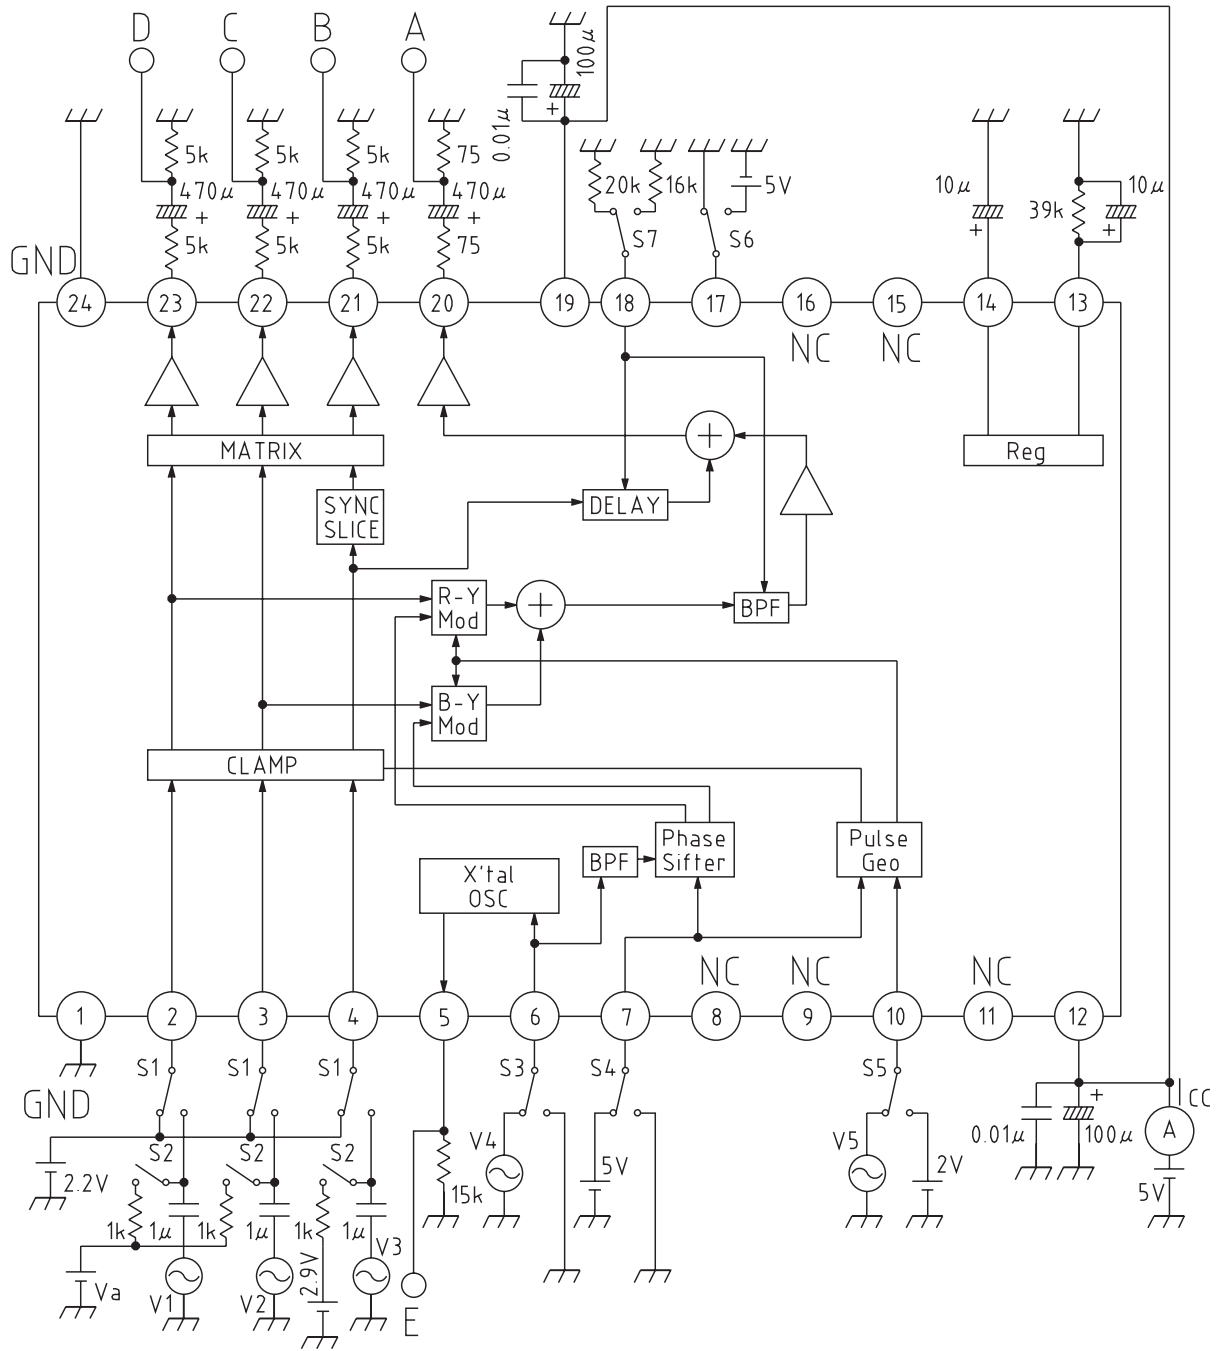 D C B A
100μ
0.01μ +
5k 5k 5k 75
470μ 470μ 470μ 470μ
+ + + +
5k 5k 5k 75
20k 16k 5V
S7 S6
10μ 39k 10μ
+ +
GND
24 23 22 21 20 19 18 17 16 15 14 13
NC NC
MATRIX
Reg
SYNC
SLICE
DELAY
+
R-Y
Mod
+
BPF
B-Y
Mod
CLAMP
Phase
Sifter
Pulse
Geo
BPF
X'tal
OSC
NC NC NC
1 2 3 4 5 6 7 8 9 10 11 12
S1 S1 S1 S3 S4 S5
GND
ICC
+
0.01μ 100μ A
S2 S2 S2
V4 V5
2.2V 15k 5V 2V 5V
1k 1μ 1k 1μ 1k 1μ
V3
2.9V
Va V1 V2
E